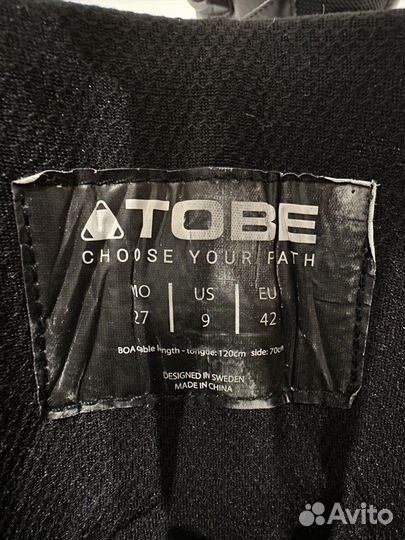 TOBE
CHOOSE YOUR PATH
MO US EU
27 9 42
BOA cable length - tongue: 120cm side: 70cm
DESIGNED IN SWEDEN
MADE IN CHINA
Avito